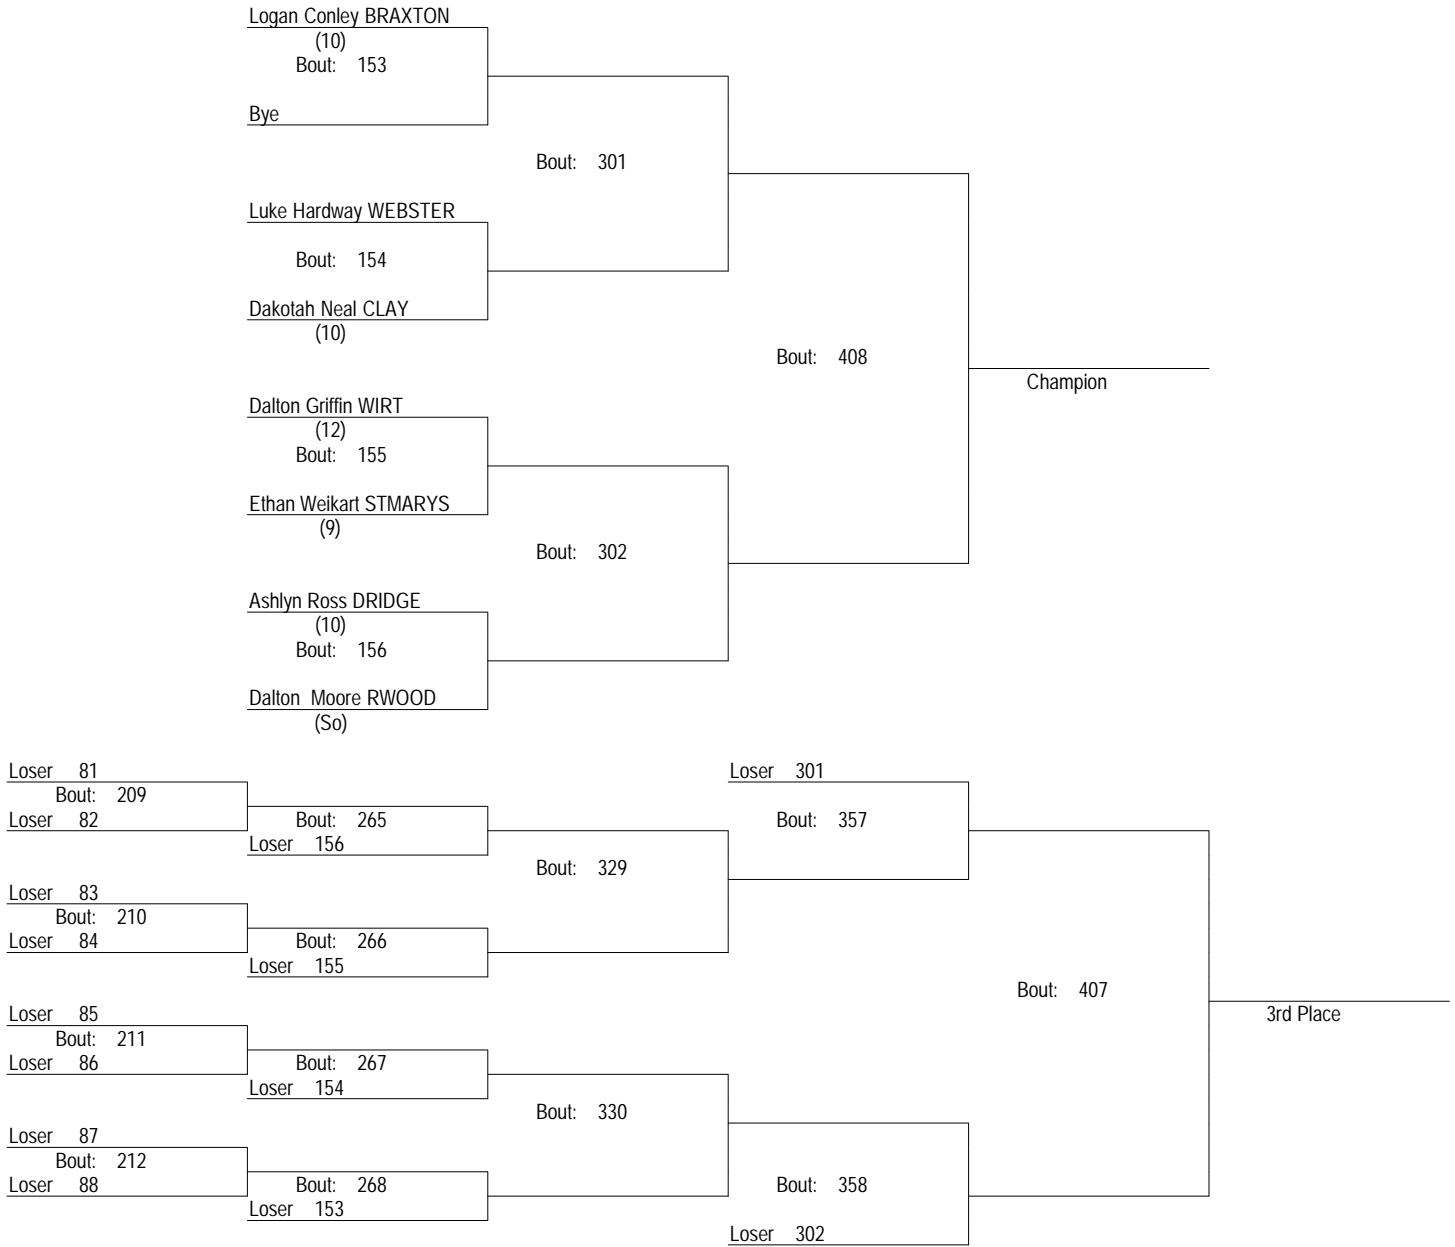 Logan Conley BRAXTON
(10)
Bout: 153
Bye
Bout: 301
Luke Hardway WEBSTER
Bout: 154
Dakotah Neal CLAY
(10)
Bout: 408
Champion
Dalton Griffin WIRT
(12)
Bout: 155
Ethan Weikart STMARYS
(9)
Bout: 302
Ashlyn Ross DRIDGE
(10)
Bout: 156
Dalton  Moore RWOOD
(So)
Loser 81
Bout: 209
Loser 82
Bout: 265
Loser 156
Bout: 329
Loser 301
Bout: 357
Loser 83
Bout: 210
Loser 84
Bout: 266
Loser 155
Bout: 407
3rd Place
Loser 85
Bout: 211
Loser 86
Bout: 267
Loser 154
Bout: 330
Loser 87
Bout: 212
Loser 88
Bout: 268
Loser 153
Bout: 358
Loser 302